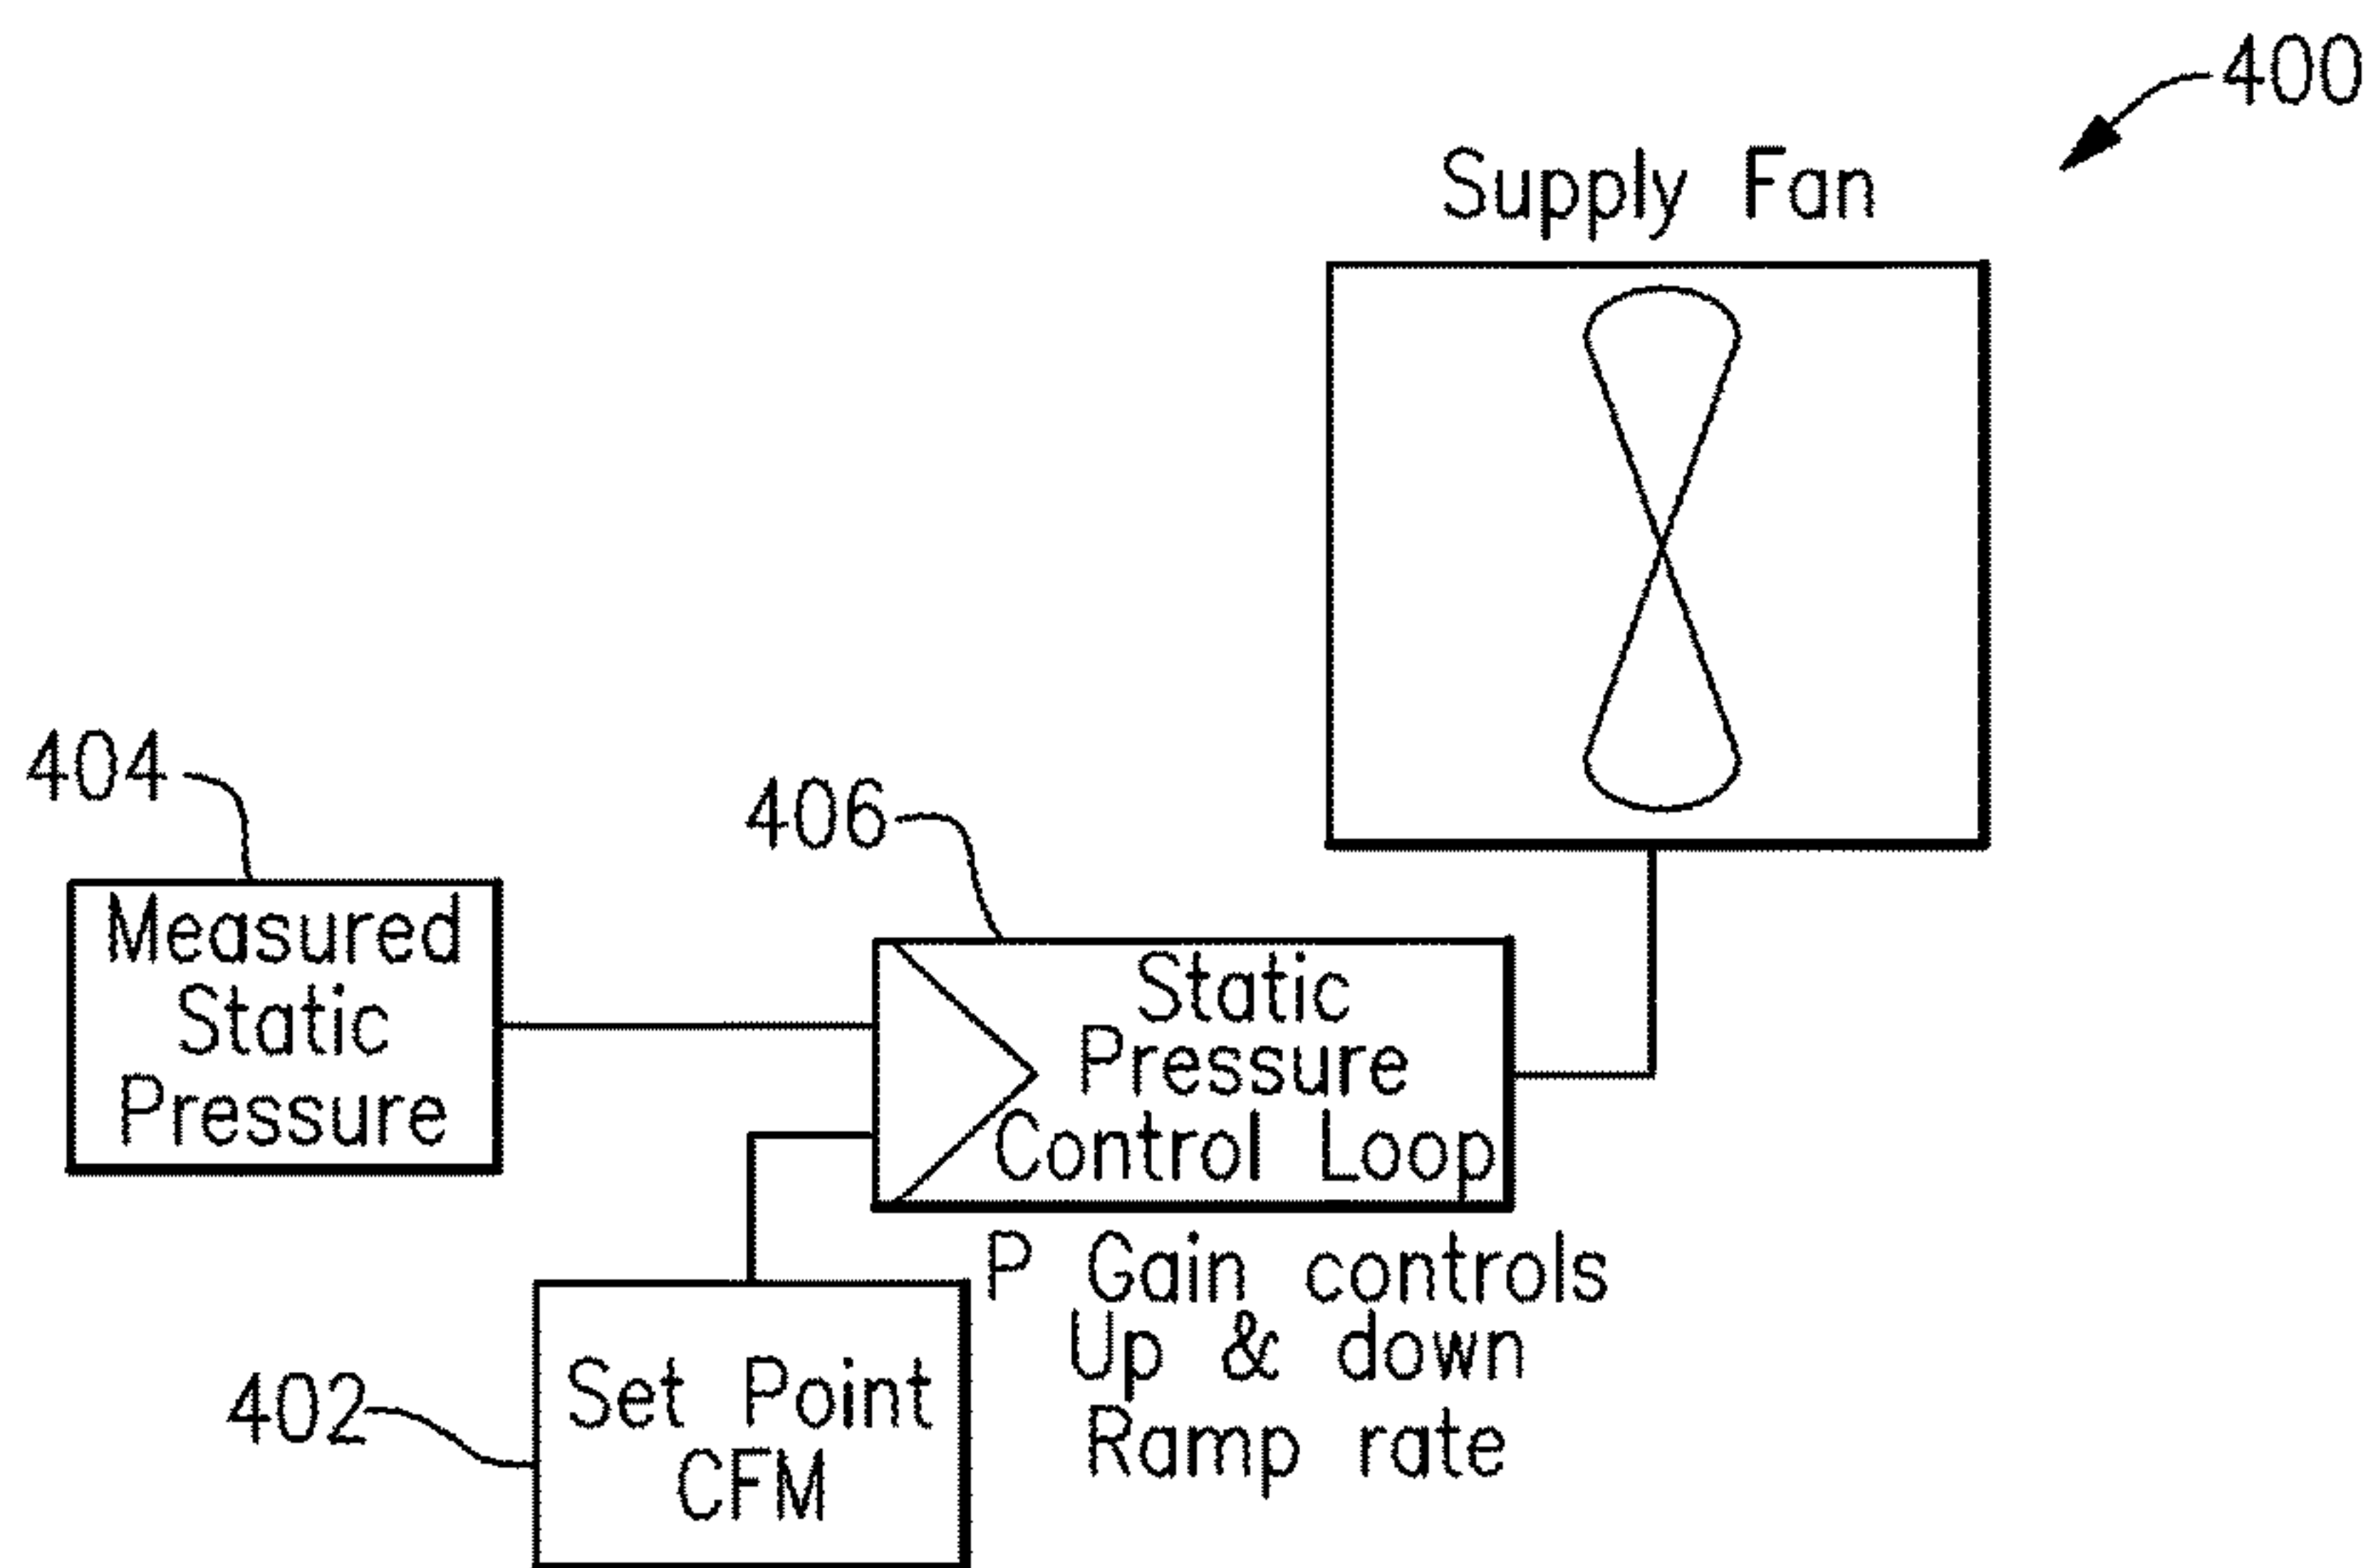 400
Supply Fan
404
406
Measured
Static
Pressure
Static
Pressure
Control Loop
P Gain controls
Up & down
Ramp rate
402
Set Point
CFM